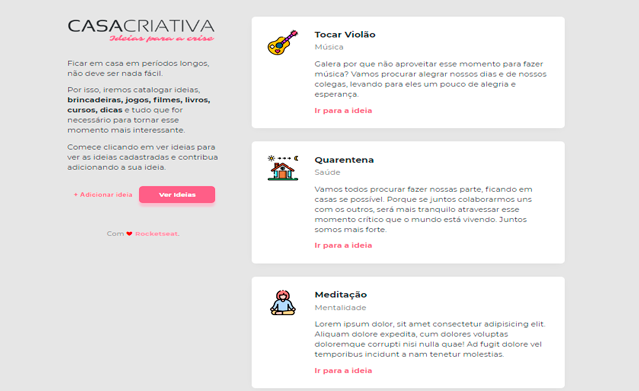 CASACRIATIVA
Ideias para a crise
Ficar em casa em períodos longos,
não deve ser nada fácil.
Por isso, iremos catalogar ideias,
brincadeiras, jogos, filmes, livros,
cursos, dicas e tudo que for
necessário para tornar esse
momento mais interessante.
Comece clicando em ver ideias para
ver as ideias cadastradas e contribua
adicionando a sua ideia.
+ Adicionar ideia
Ver Ideias
Com ❤ Rocketseat.
Tocar Violão
Música
Galera por que não aproveitar esse momento para fazer
música? Vamos procurar alegrar nossos dias e de nossos
colegas, levando para eles um pouco de alegria e
esperança.
Ir para a ideia
Quarentena
Saúde
Vamos todos procurar fazer nossas parte, ficando em
casas se possível. Porque se juntos colaborarmos uns
com os outros, será mais tranquilo atravessar esse
momento crítico que o mundo está vivendo. Juntos
somos mais forte.
Ir para a ideia
Meditação
Mentalidade
Lorem ipsum dolor, sit amet consectetur adipisicing elit.
Aliquam dolore expedita, cum dolores voluptas
doloremque corrupti nisi nulla quae! Ad fugit dolore vel
temporibus incidunt a nam tenetur molestias.
Ir para a ideia